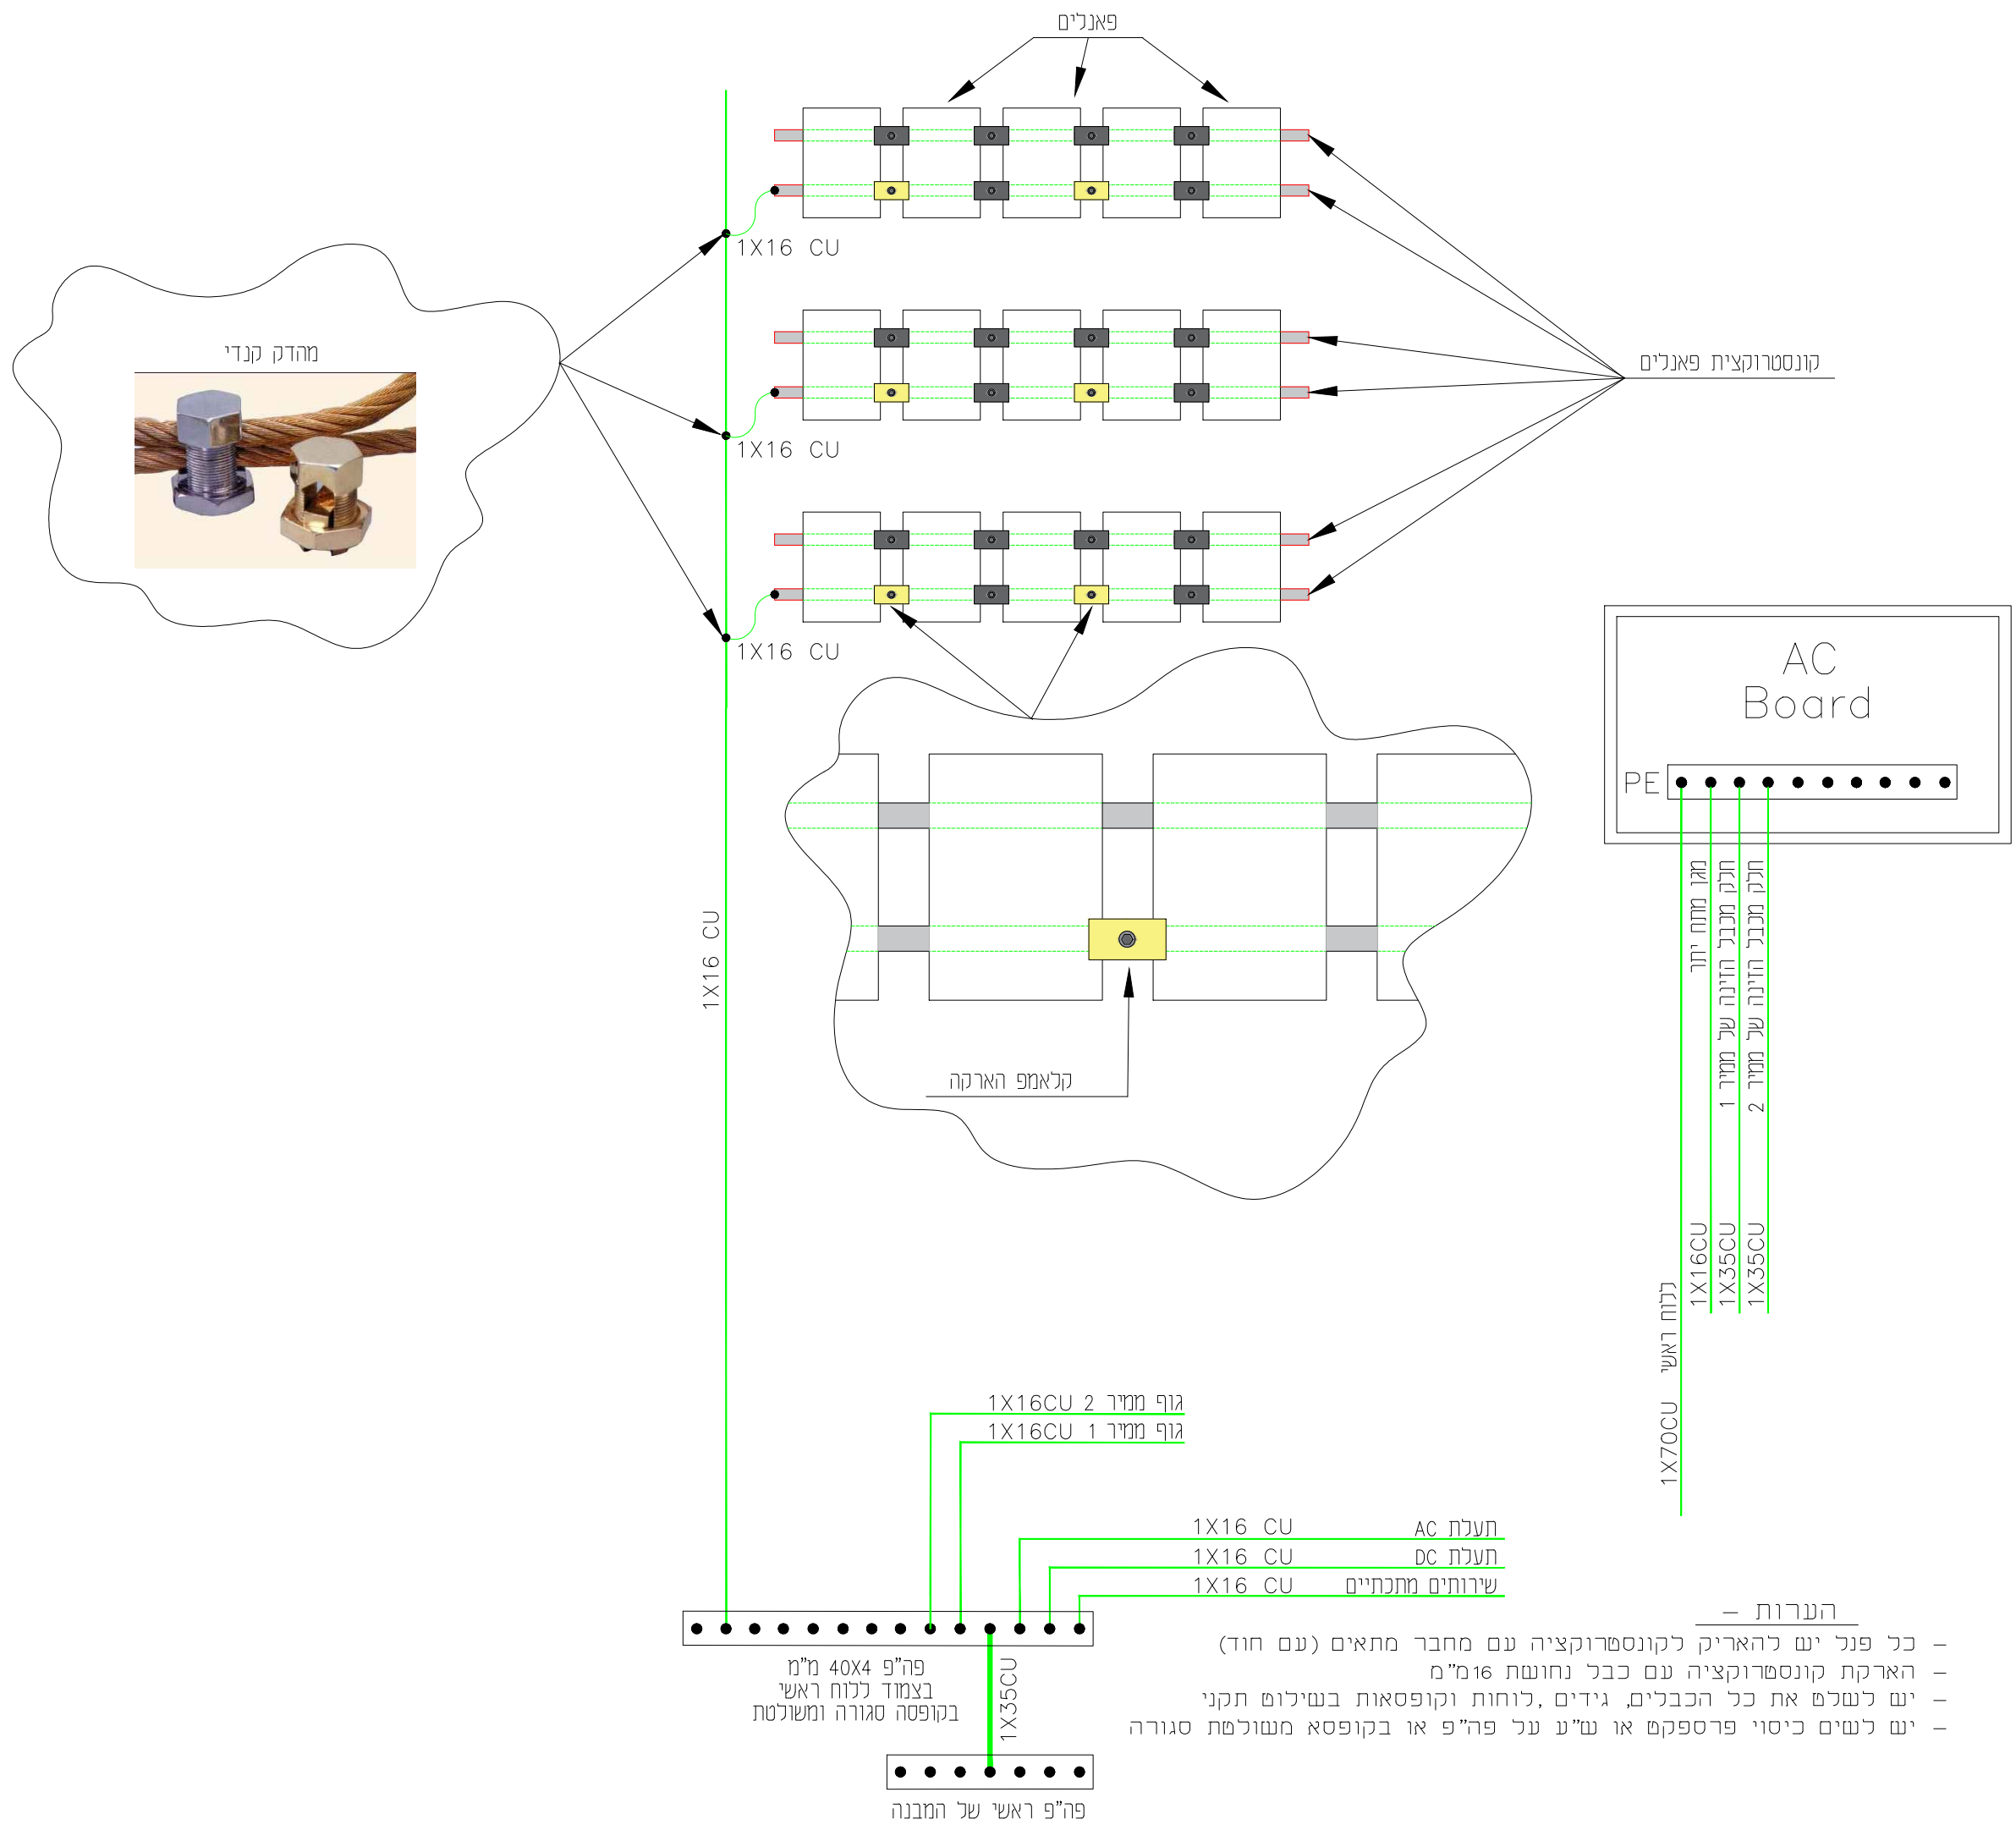 פאנלים
1X16 CU
1X16 CU
1X16 CU
מהדק קנדי
קונסטרוקצית פאנלים
AC
Board
PE
מגן מתח יתר
חלק מכבל הזינה של ממיר 1
חלק מכבל הזינה של ממיר 2
1X16CU
1X35CU
1X35CU
1X70CU ללוח ראשי
1X16 CU
קלאמפ הארקה
גוף ממיר 2 1X16CU
גוף ממיר 1 1X16CU
תעלת AC 1X16 CU
תעלת DC 1X16 CU
שירותים מתכתיים 1X16 CU
פה"פ 40X4 מ"מ
בצמוד ללוח ראשי
בקופסה סגורה ומשולטת
1X35CU
פה"פ ראשי של המבנה
הערות -
- כל פנל יש להאריק לקונסטרוקציה עם מחבר מתאים (עם חוד)
- הארקת קונסטרוקציה עם כבל נחושת 16מ"מ
- יש לשלט את כל הכבלים, גידים ,לוחות וקופסאות בשילוט תקני
- יש לשים כיסוי פרספקט או ש"ע על פה"פ או בקופסא משולטת סגורה